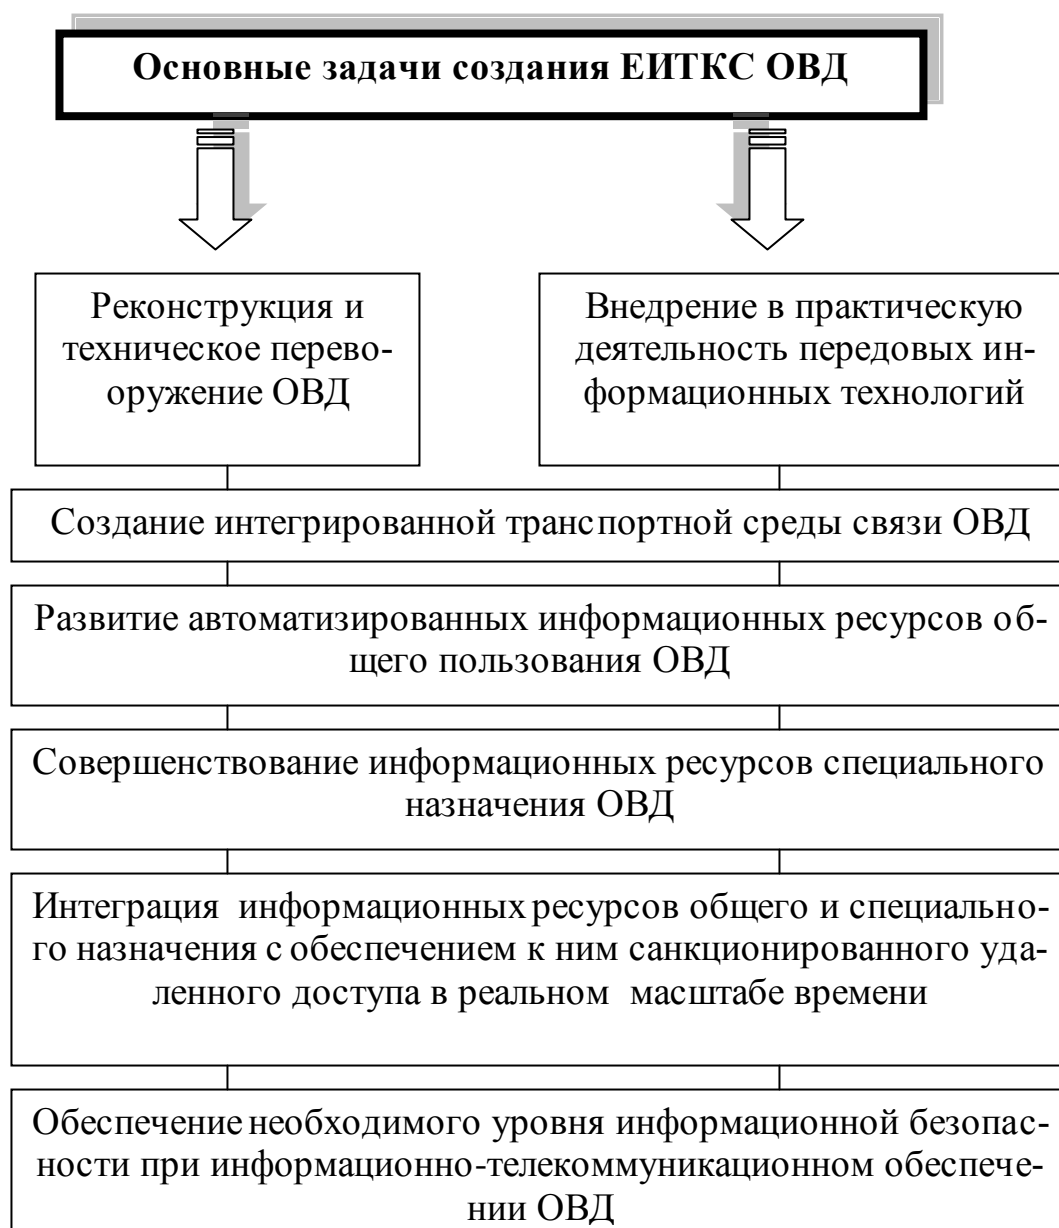 Основные задачи создания ЕИТКС ОВД
Реконструкция и
техническое перево-
оружение ОВД
Внедрение в практическую
деятельность передовых ин-
формационных технологий
Создание интегрированной транспортной среды связи ОВД
Развитие автоматизированных информационных ресурсов об-
щего пользования ОВД
Совершенствование информационных ресурсов специального
назначения ОВД
Интеграция информационных ресурсов общего и специально-
го назначения с обеспечением к ним санкционированного уда-
ленного доступа в реальном масштабе времени
Обеспечение необходимого уровня информационной безопас-
ности при информационно-телекоммуникационном обеспече-
нии ОВД